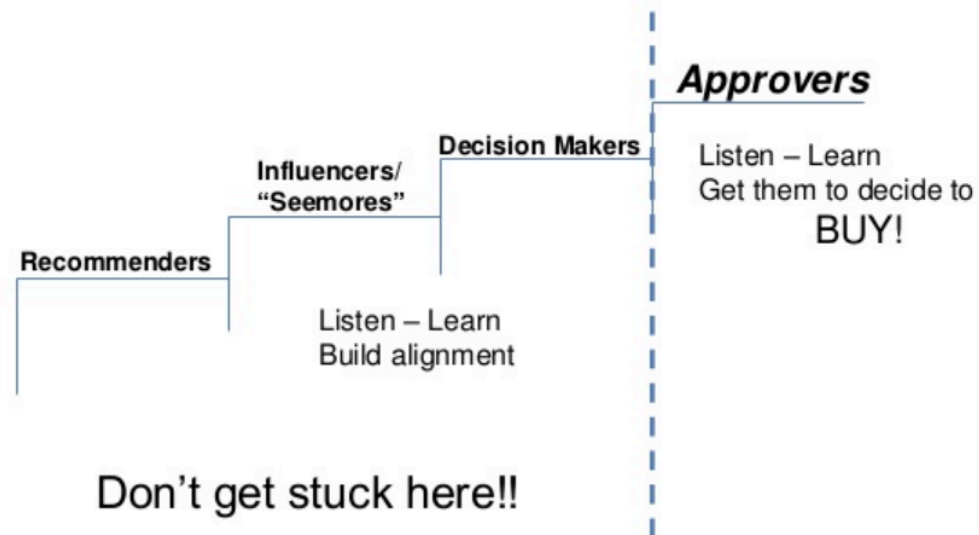 Approvers
Decision Makers
Listen – Learn
Get them to decide to
BUY!
Influencers/
“Seemores”
Recommenders
Listen – Learn
Build alignment
Don’t get stuck here!!